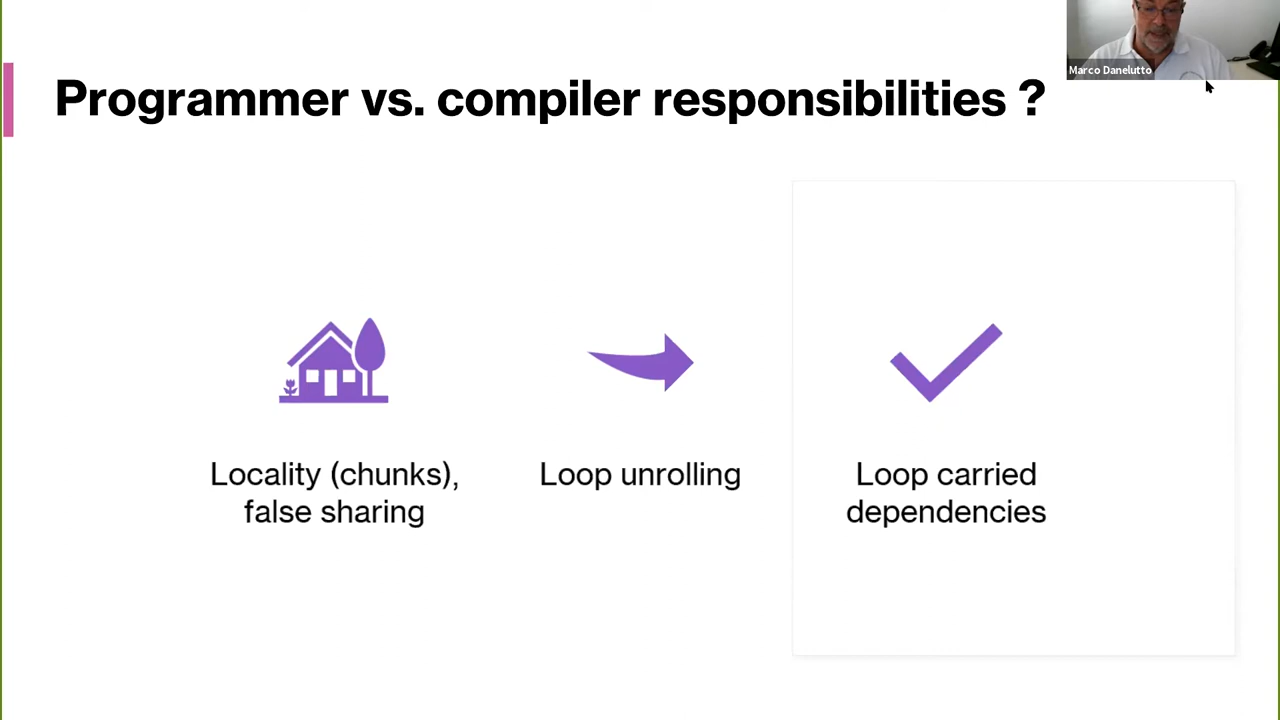 Marco Danelutto
Programmer vs. compiler responsibilities ?
Locality (chunks),
false sharing
Loop unrolling
Loop carried
dependencies